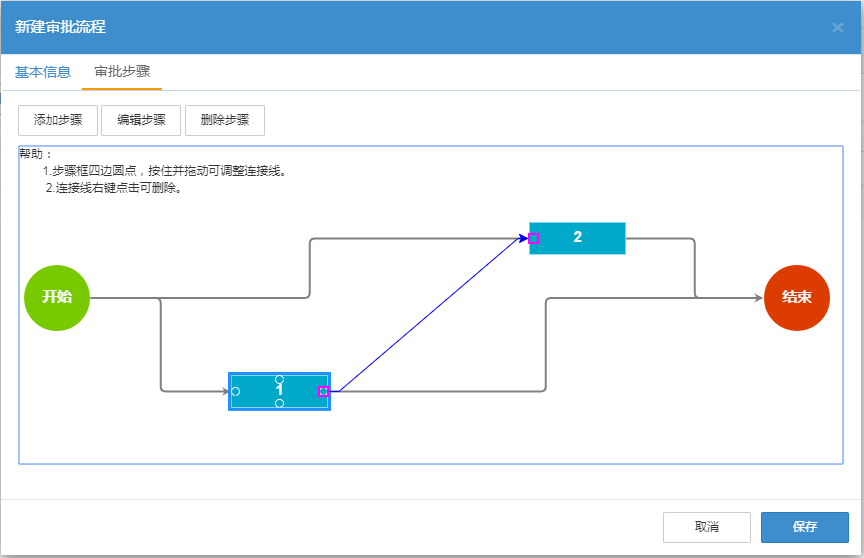 新建审批流程
基本信息 审批步骤
添加步骤 编辑步骤 删除步骤
帮助：
1.步骤框四边圆点，按住并拖动可调整连接线。
2.连接线右键点击可删除。
2
开始
结束
1
取消 保存